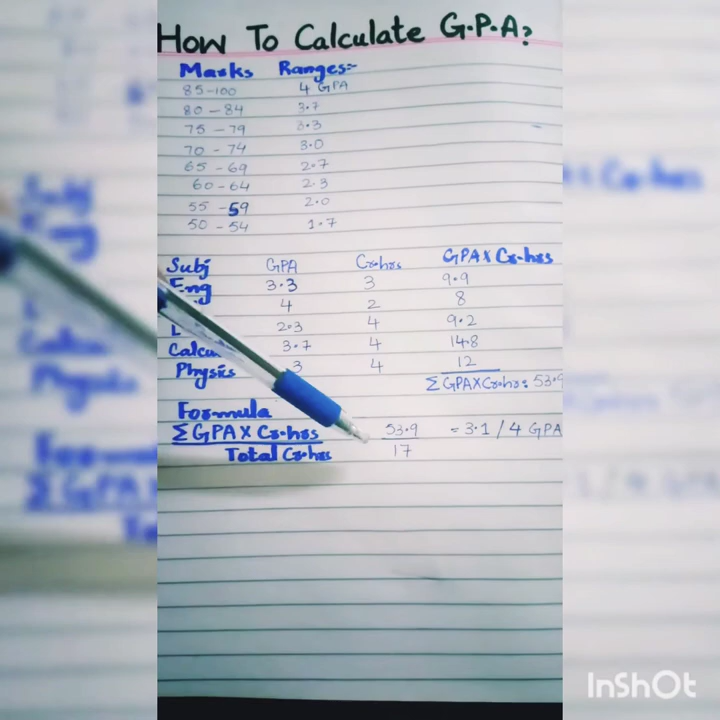 How To Calculate G.P.A?
Marks Ranges:-
85-100 4 GPA
80-84 3.7
75-79 3.3
70-74 3.0
65-69 2.7
60-64 2.3
55-59 2.0
50-54 1.7
Subj GPA Cr.hrs GPAX Cr.hrs
Eng 3.3 3 9.9
4 2 8
2.3 4 9.2
3.7 4 14.8
Physics 3 4 12
ΣGPAXCr.hrs: 53.9
Formula
ΣGPAX Cr.hrs 53.9 = 3.1/4 GPA
Total Cr.hrs 17
InShOt